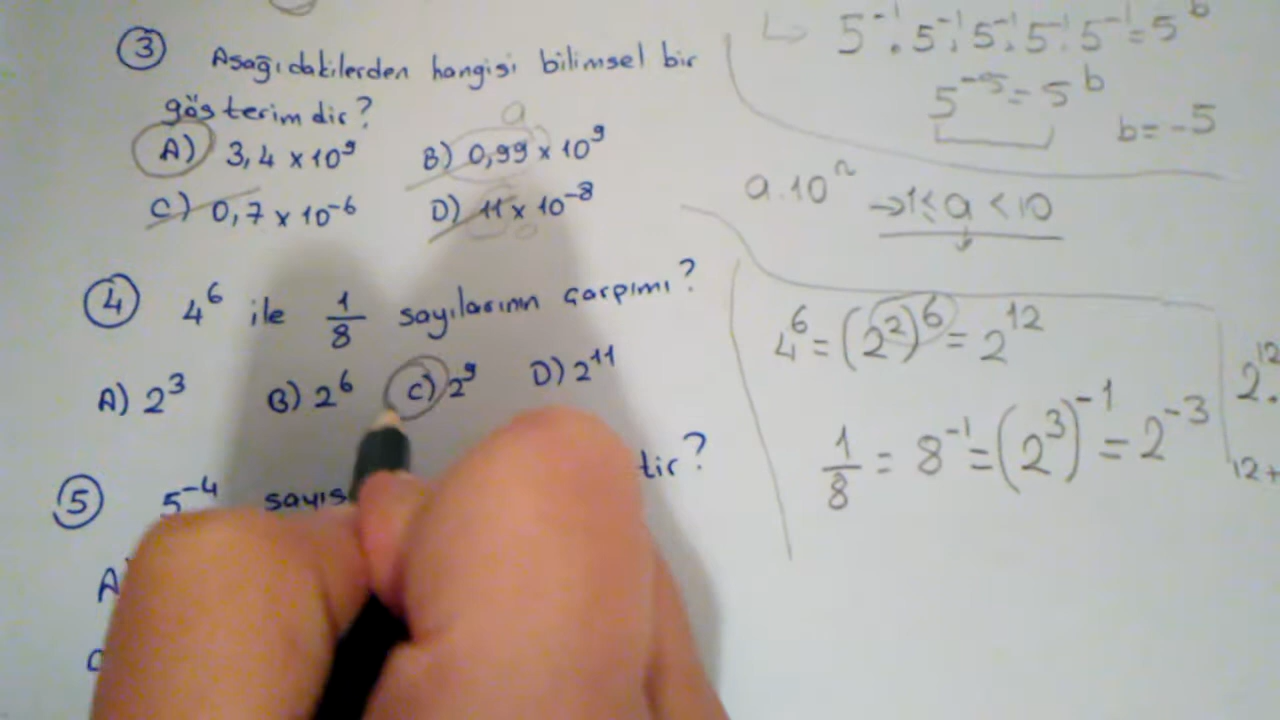 3 Aşağıdakilerden hangisi bilimsel bir
gösterimdir?
A) 3,4 x 10⁹ B) 0,99 x 10⁹
a
C) 0,7 x 10⁻⁶ D) 11 x 10⁻⁸
a
4 4⁶ ile 1/8 sayılarının çarpımı?
A) 2³ B) 2⁶ C) 2⁹ D) 2¹¹
5 5⁻⁴ tir?
A
5⁻¹.5⁻¹.5⁻¹.5⁻¹.5⁻¹=5ᵇ
5⁻⁵=5ᵇ
b=-5
a.10ⁿ →1≤a<10
4⁶=(2²)⁶=2¹²
1/8=8⁻¹=(2³)⁻¹=2⁻³
2¹².
12+